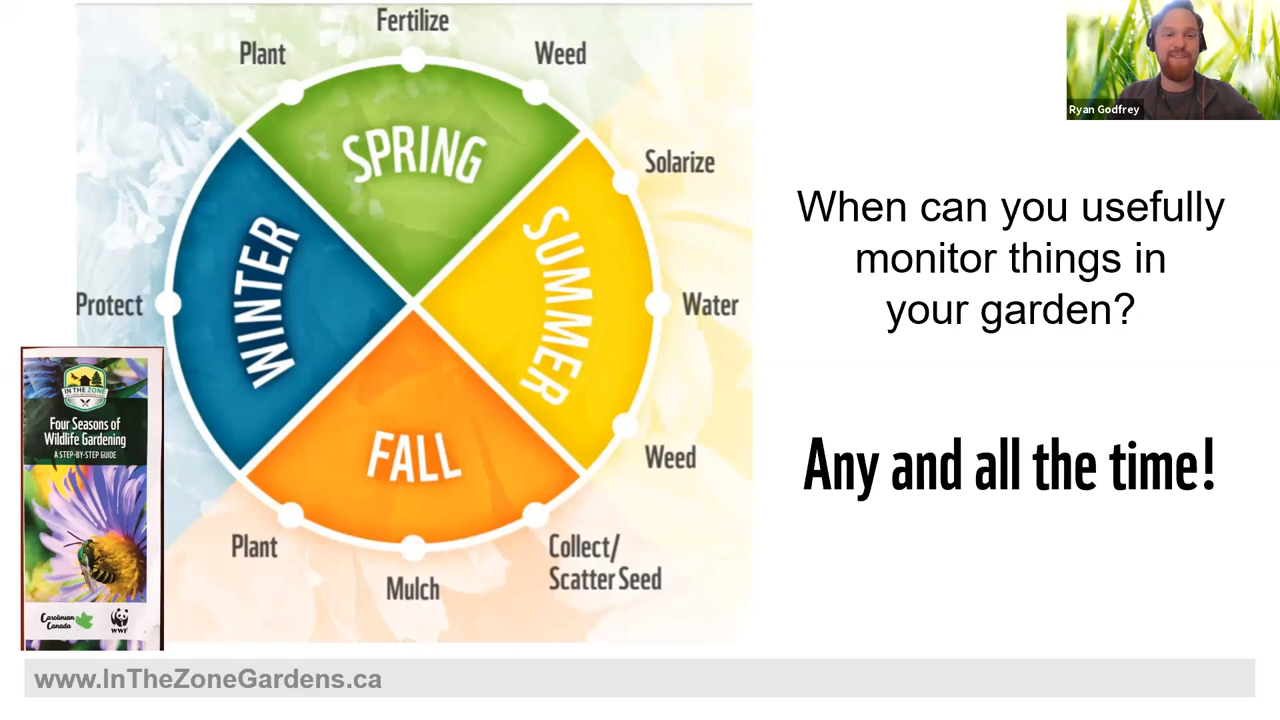 Fertilize
Plant
Weed
SPRING
Solarize
SUMMER
WINTER
Protect
Water
Weed
FALL
Plant
Mulch
Collect/
Scatter Seed
Ryan Godfrey
When can you usefully
monitor things in
your garden?
Any and all the time!
IN THE ZONE
Four Seasons of
Wildlife Gardening
A STEP-BY-STEP GUIDE
Carolinian
Canada
WWF
www.InTheZoneGardens.ca